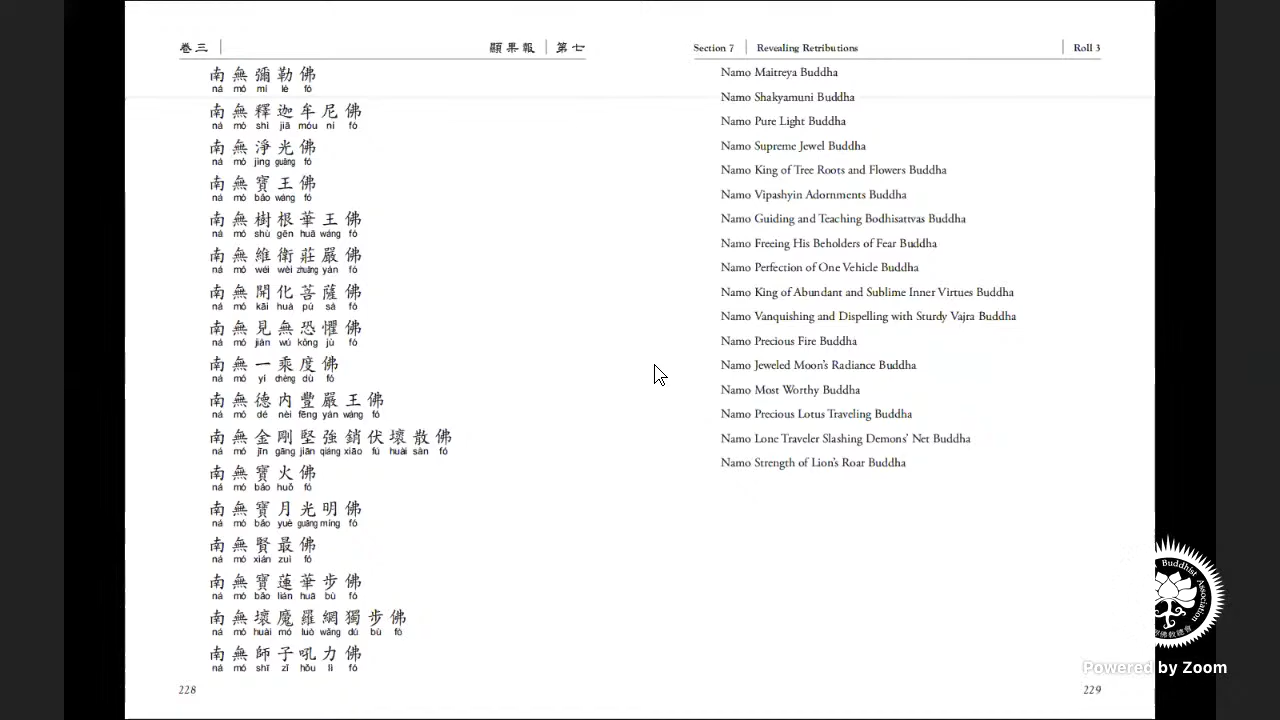 卷三 顯果報 第七
南無彌勒佛
ná mó mí lè fó
南無釋迦牟尼佛
ná mó shì jiā móu ní fó
南無淨光佛
ná mó jìng guāng fó
南無寶王佛
ná mó bǎo wáng fó
南無樹根華王佛
ná mó shù gēn huā wáng fó
南無維衛莊嚴佛
ná mó wéi wèi zhuāng yán fó
南無開化菩薩佛
ná mó kāi huà pú sà fó
南無見無恐懼佛
ná mó jiàn wú kǒng jù fó
南無一乘度佛
ná mó yí chéng dù fó
南無德內豐嚴王佛
ná mó dé nèi fēng yán wáng fó
南無金剛堅強銷伏壞散佛
ná mó jīn gāng jiān qiáng xiāo fú huài sàn fó
南無寶火佛
ná mó bǎo huǒ fó
南無寶月光明佛
ná mó bǎo yuè guāng míng fó
南無賢最佛
ná mó xián zuì fó
南無寶蓮華步佛
ná mó bǎo lián huā bù fó
南無壞魔羅網獨步佛
ná mó huài mó luó wǎng dú bù fó
南無師子吼力佛
ná mó shī zǐ hǒu lì fó
228
Section 7 Revealing Retributions Roll 3
Namo Maitreya Buddha
Namo Shakyamuni Buddha
Namo Pure Light Buddha
Namo Supreme Jewel Buddha
Namo King of Tree Roots and Flowers Buddha
Namo Vipashyin Adornments Buddha
Namo Guiding and Teaching Bodhisattvas Buddha
Namo Freeing His Beholders of Fear Buddha
Namo Perfection of One Vehicle Buddha
Namo King of Abundant and Sublime Inner Virtues Buddha
Namo Vanquishing and Dispelling with Sturdy Vajra Buddha
Namo Precious Fire Buddha
Namo Jeweled Moon's Radiance Buddha
Namo Most Worthy Buddha
Namo Precious Lotus Traveling Buddha
Namo Lone Traveler Slashing Demons' Net Buddha
Namo Strength of Lion's Roar Buddha
229
Buddhist Association
佛教總會
Powered by Zoom